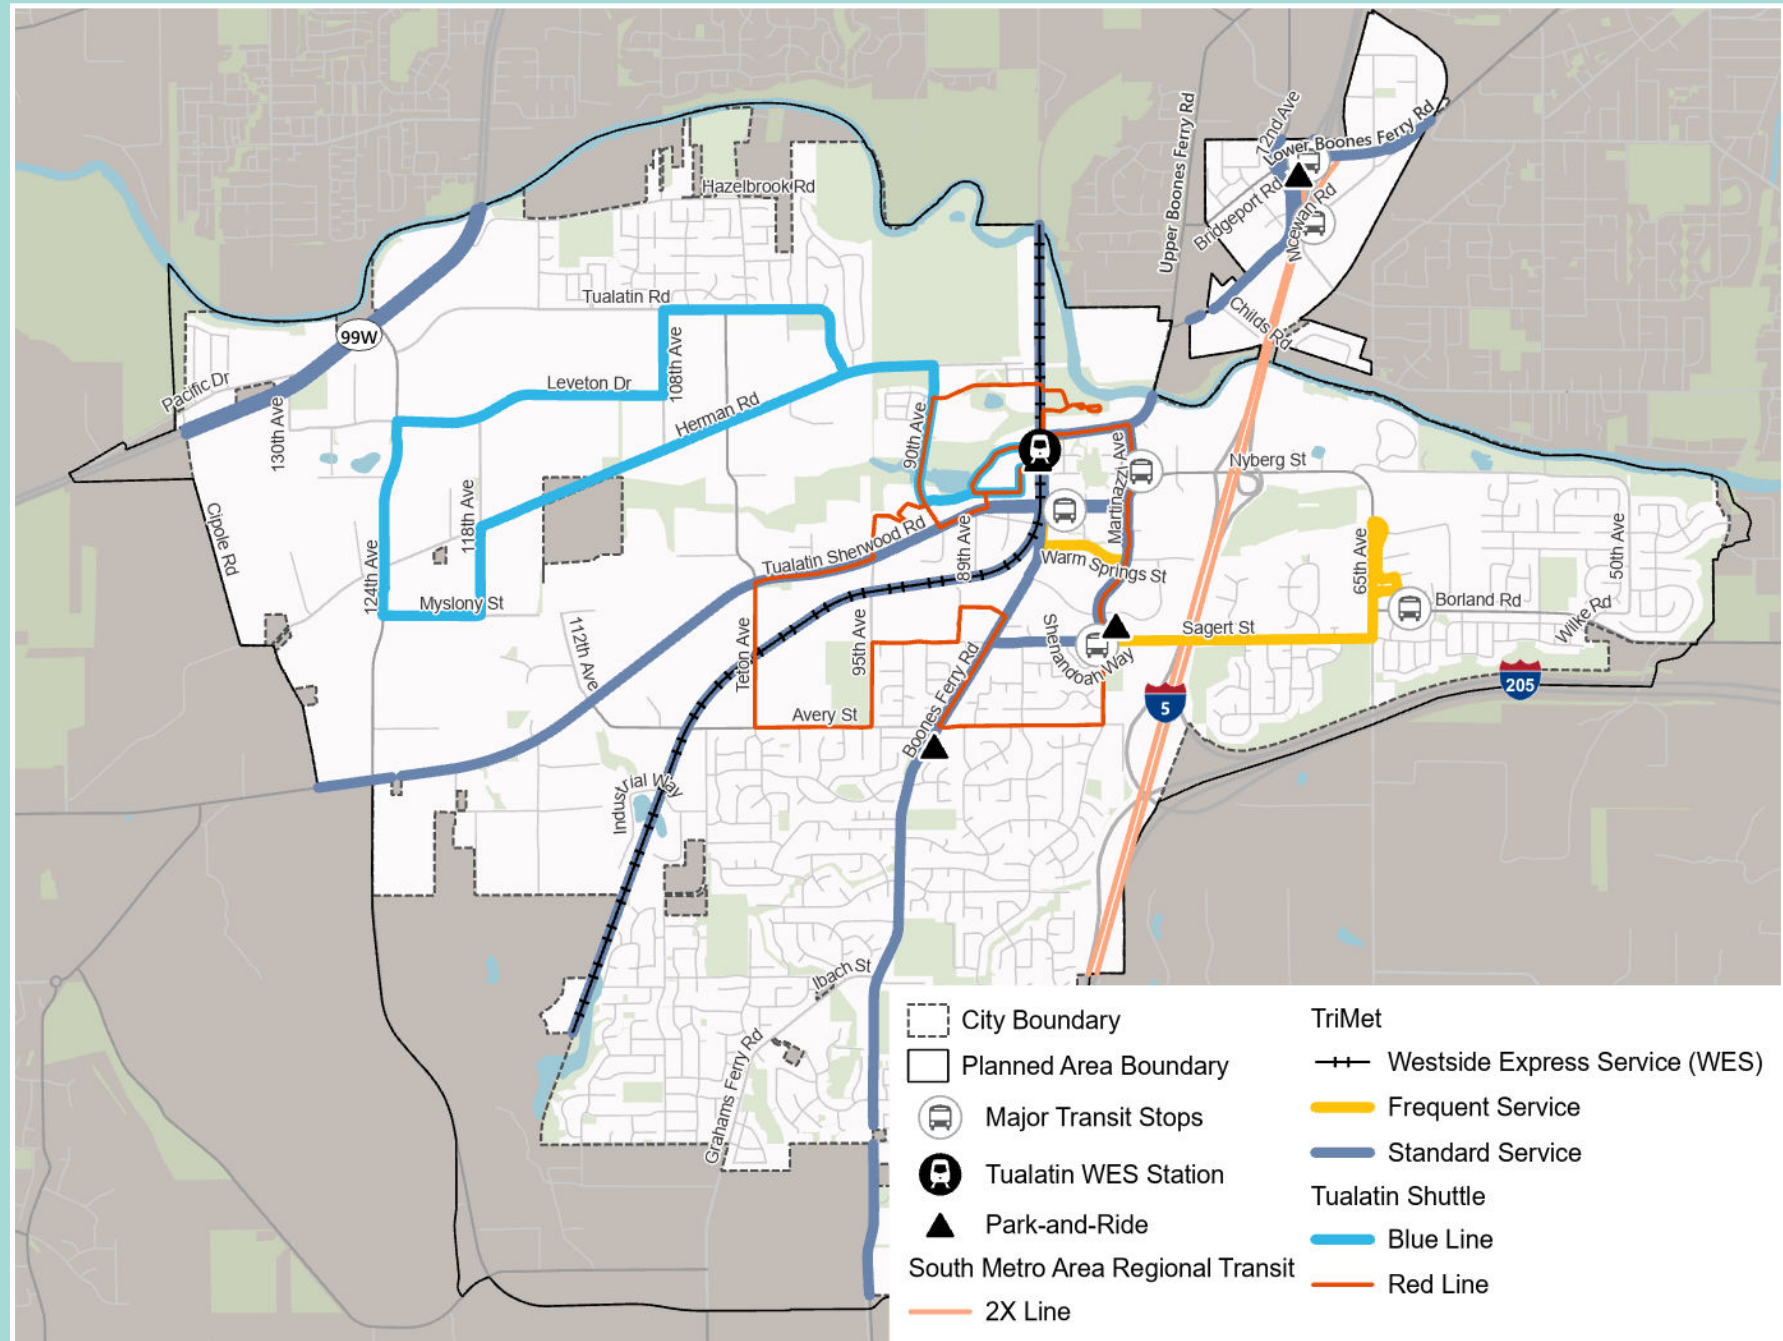 72nd Ave
Lower Boones Ferry Rd
Upper Boones Ferry Rd
Bridgeport Rd
Mcewan Rd
Hazelbrook Rd
Tualatin Rd
99W
Childs Rd
108th Ave
Pacific Dr
Leveton Dr
Herman Rd
130th Ave
90th Ave
Martinazzi Ave
Nyberg St
Cipole Rd
118th Ave
124th Ave
Tualatin Sherwood Rd
89th Ave
Warm Springs St
65th Ave
50th Ave
Myslony St
Borland Rd
Wilke Rd
112th Ave
Teton Ave
95th Ave
Shenandoah Way
Sagert St
Boones Ferry Rd
Avery St
5
205
Industrial Way
Ibach St
Grahams Ferry Rd
City Boundary
Planned Area Boundary
Major Transit Stops
Tualatin WES Station
Park-and-Ride
South Metro Area Regional Transit
2X Line
TriMet
Westside Express Service (WES)
Frequent Service
Standard Service
Tualatin Shuttle
Blue Line
Red Line